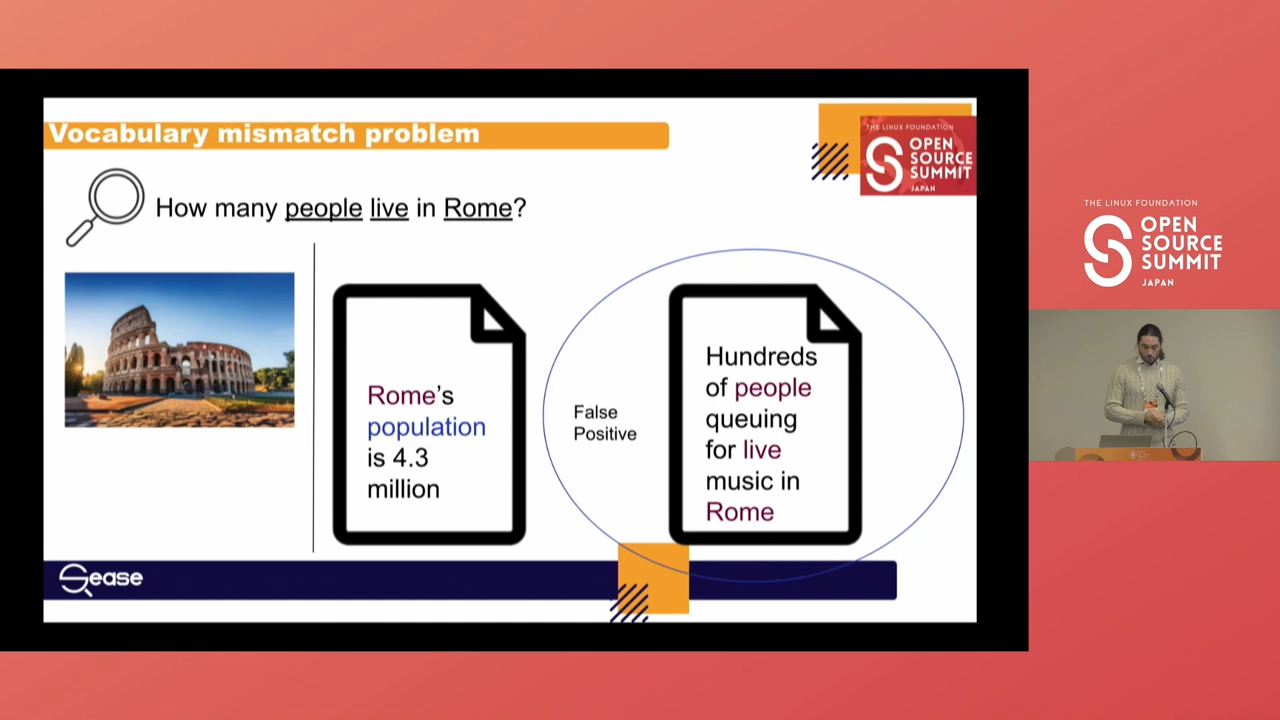 Vocabulary mismatch problem
THE LINUX FOUNDATION
OPEN
SOURCE
SUMMIT
JAPAN
How many people live in Rome?
Rome's
population
is 4.3
million
False
Positive
Hundreds
of people
queuing
for live
music in
Rome
Sease
THE LINUX FOUNDATION
OPEN
SOURCE
SUMMIT
JAPAN